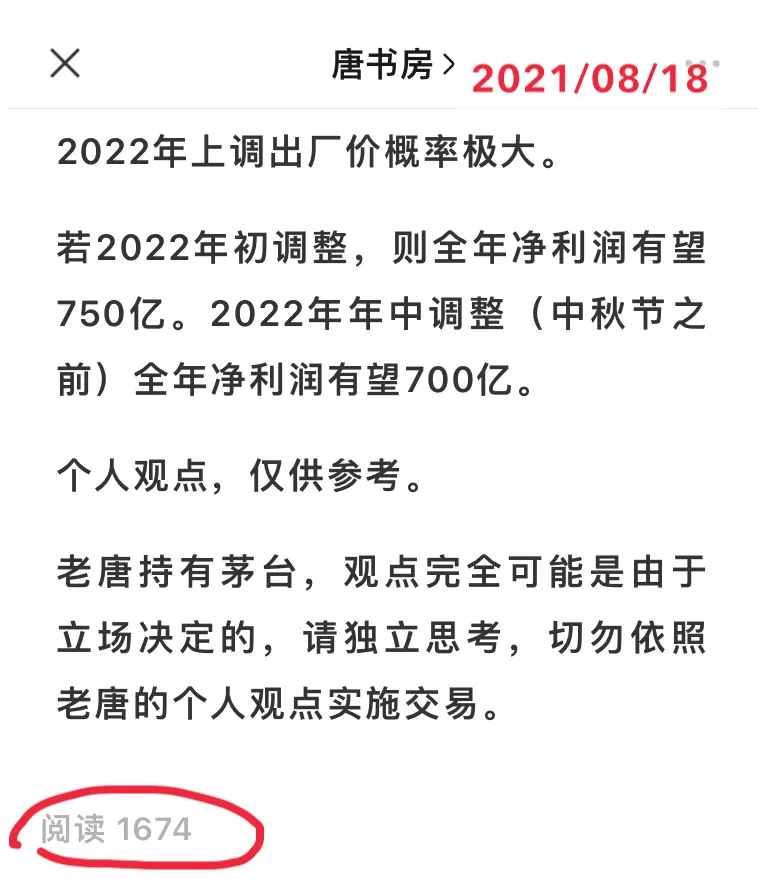 唐书房
2021/08/18
2022年上调出厂价概率极大。
若2022年初调整，则全年净利润有望
750亿。2022年年中调整（中秋节之
前）全年净利润有望700亿。
个人观点，仅供参考。
老唐持有茅台，观点完全可能是由于
立场决定的，请独立思考，切勿依照
老唐的个人观点实施交易。
阅读 1674